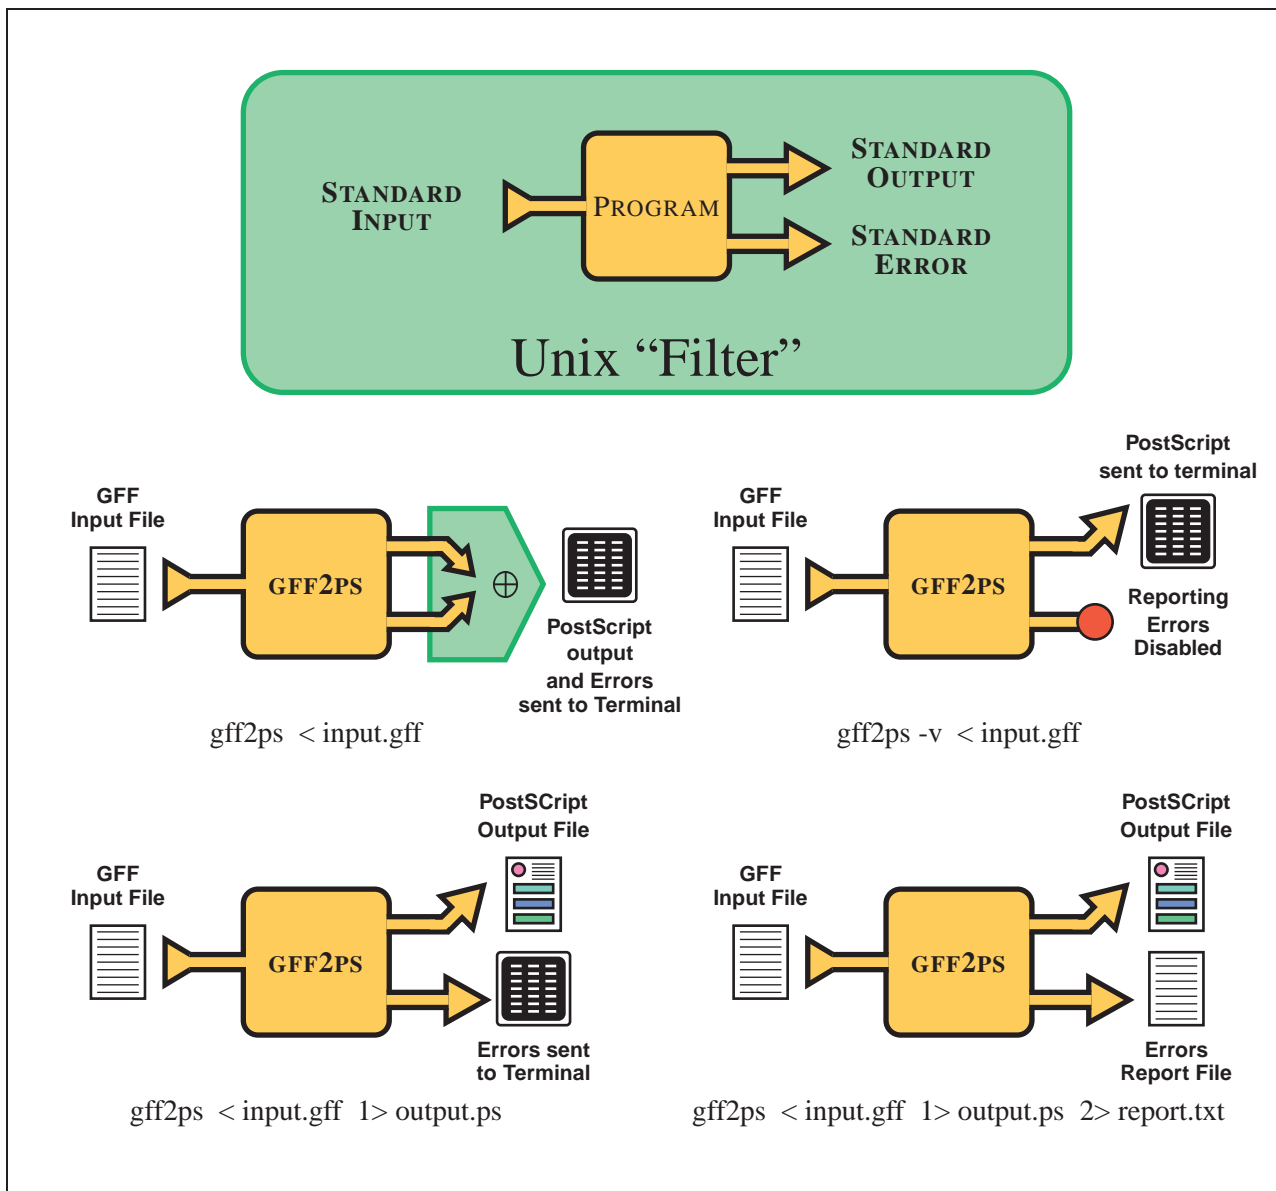 STANDARD
INPUT
PROGRAM
STANDARD
OUTPUT
STANDARD
ERROR
Unix “Filter”
GFF
Input File
GFF2PS
PostScript
output
and Errors
sent to Terminal
gff2ps < input.gff
GFF
Input File
GFF2PS
PostScript
sent to terminal
Reporting
Errors
Disabled
gff2ps -v < input.gff
GFF
Input File
GFF2PS
PostSCript
Output File
Errors sent
to Terminal
gff2ps < input.gff 1> output.ps
GFF
Input File
GFF2PS
PostSCript
Output File
Errors
Report File
gff2ps < input.gff 1> output.ps 2> report.txt